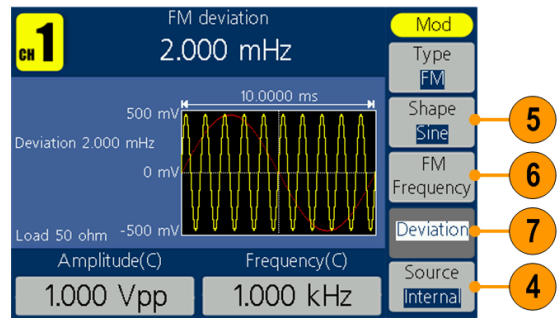 CH 1
FM deviation
2.000 mHz
Mod
Type
FM
Shape
Sine
5
FM
Frequency
6
Deviation
7
Source
Internal
4
10.0000 ms
500 mV
Deviation 2.000 mHz
0 mV
Load 50 ohm
-500 mV
Amplitude(C)
1.000 Vpp
Frequency(C)
1.000 kHz